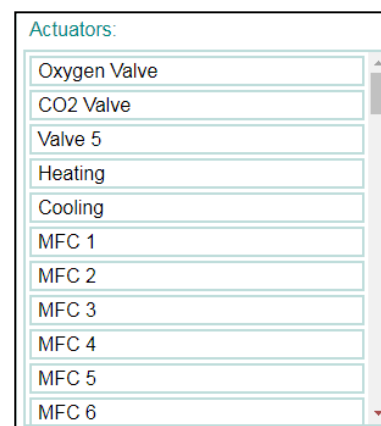 Actuators:
Oxygen Valve
CO2 Valve
Valve 5
Heating
Cooling
MFC 1
MFC 2
MFC 3
MFC 4
MFC 5
MFC 6